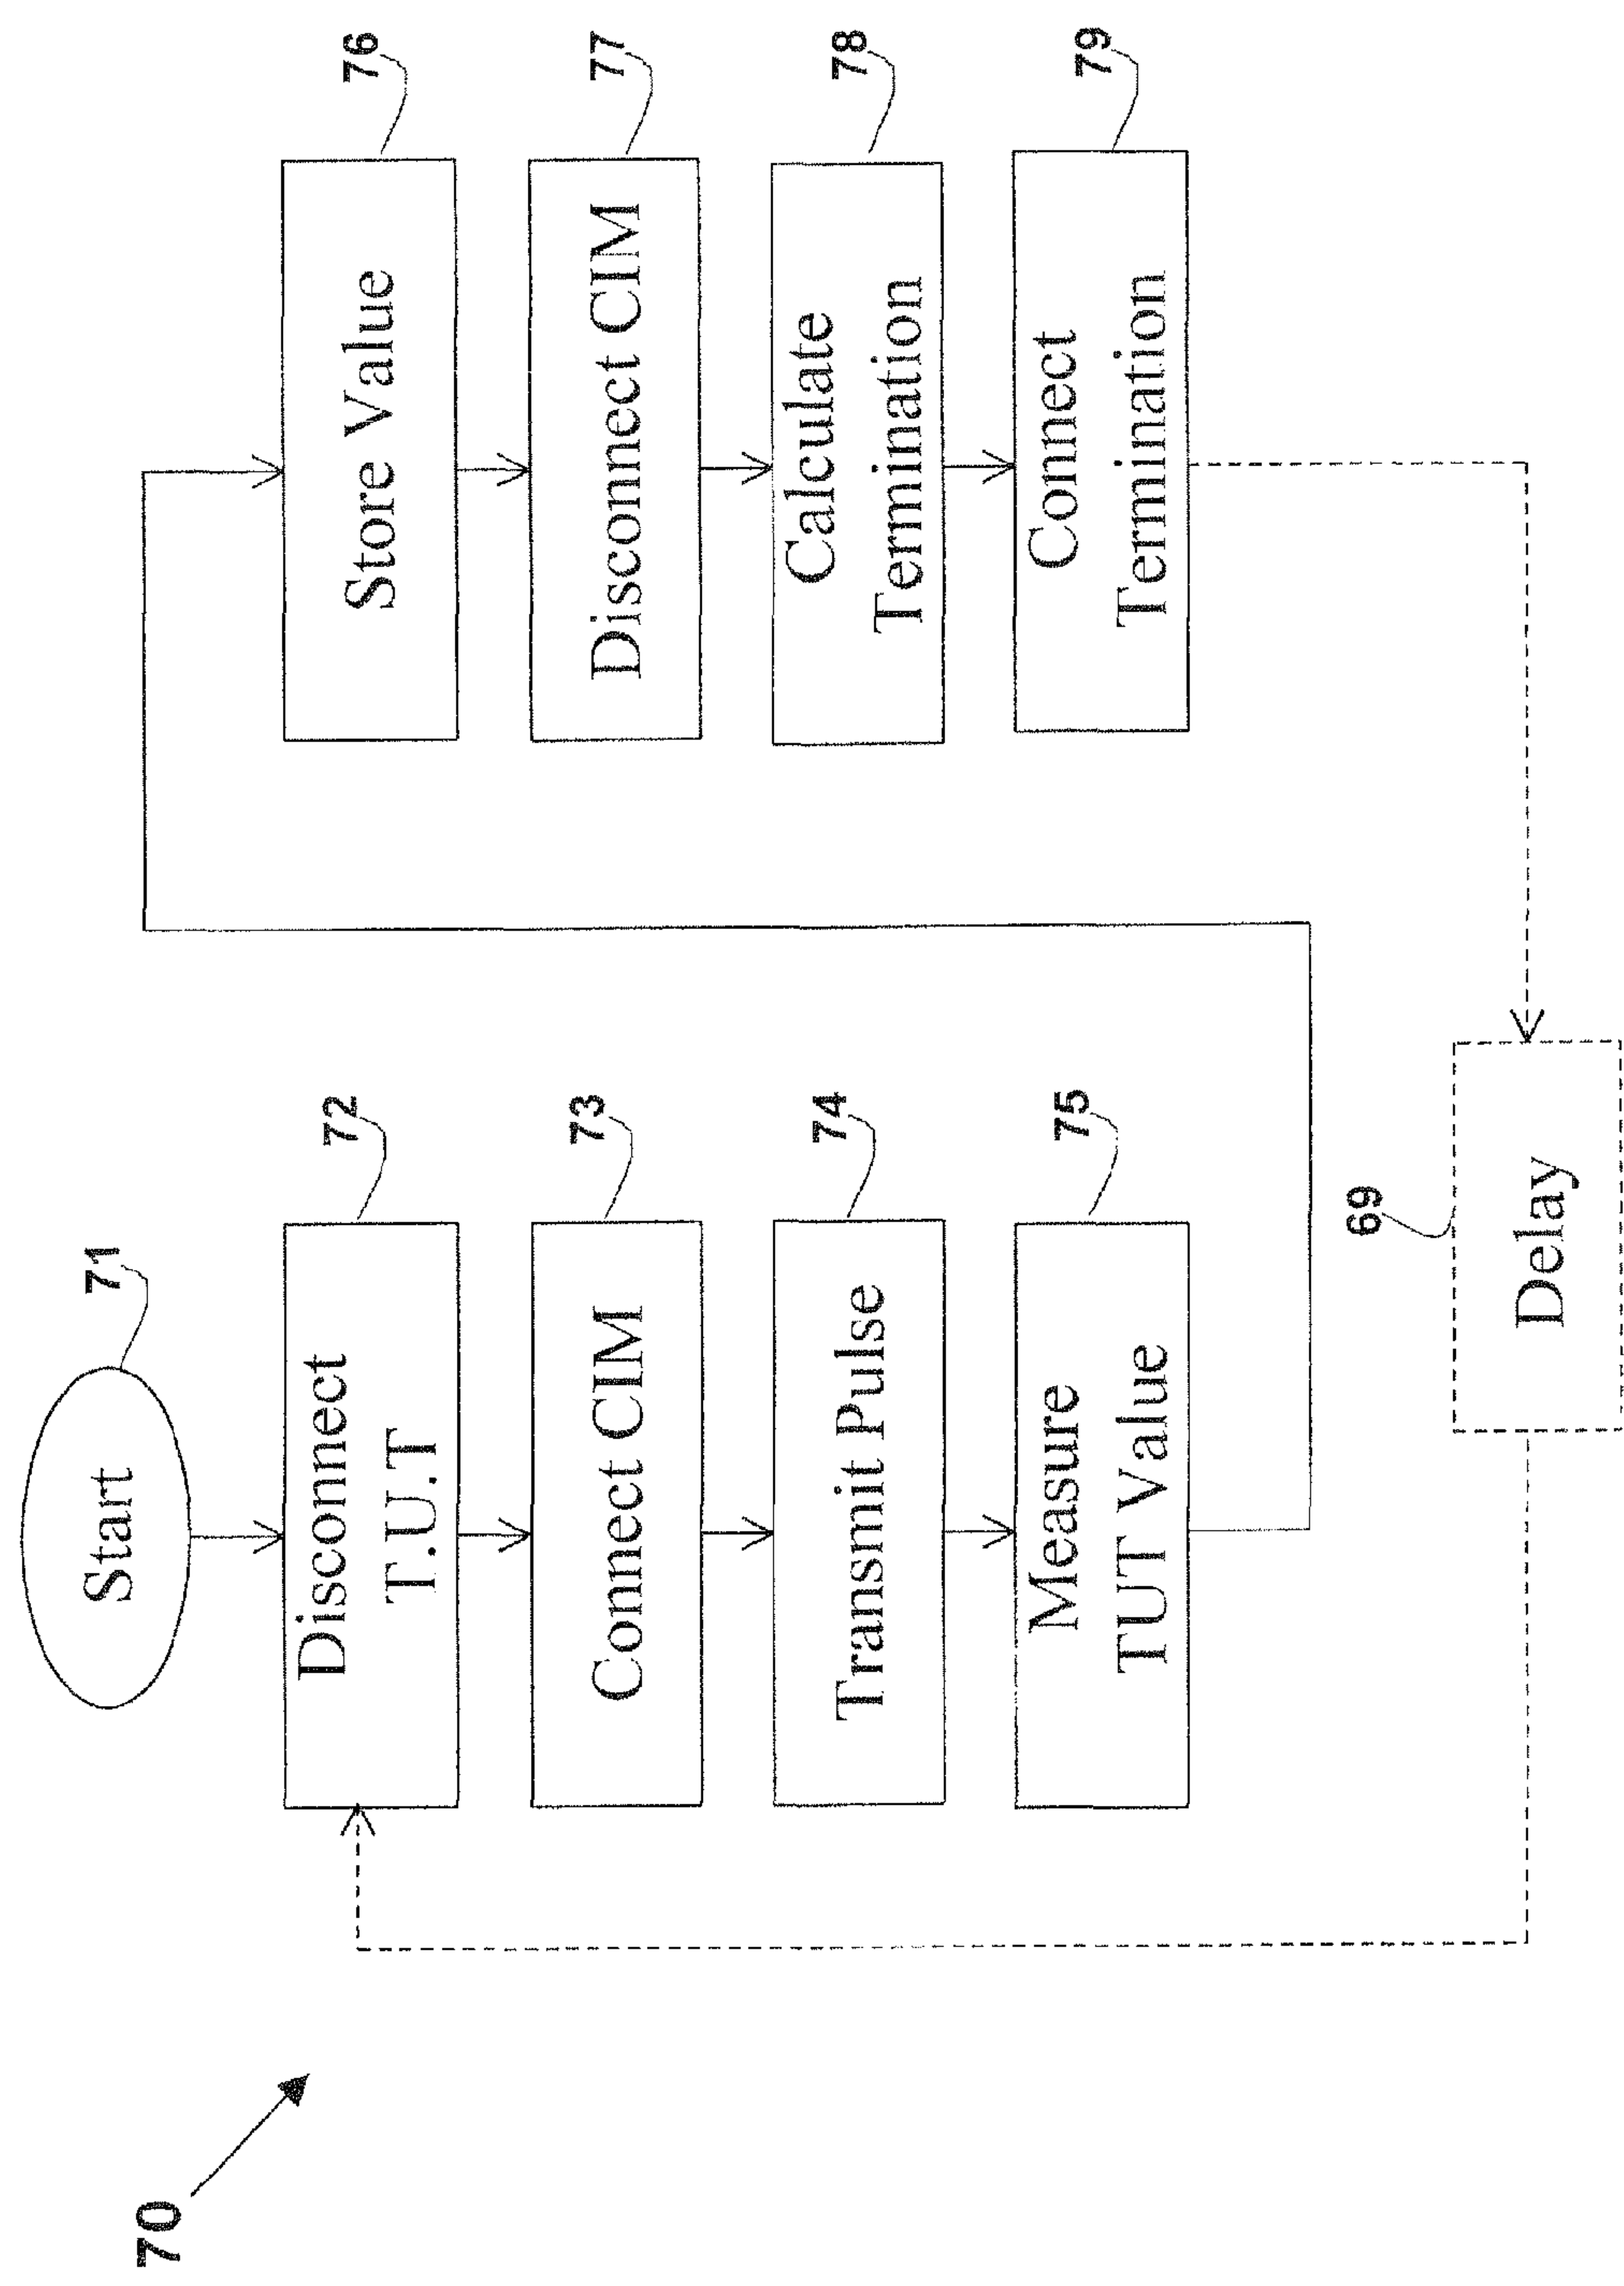 70
Start
71
Disconnect
T.U.T
72
Connect CIM
73
Transmit Pulse
74
Measure
TUT Value
75
Store Value
76
Disconnect CIM
77
Calculate
Termination
78
Connect
Termination
79
Delay
69